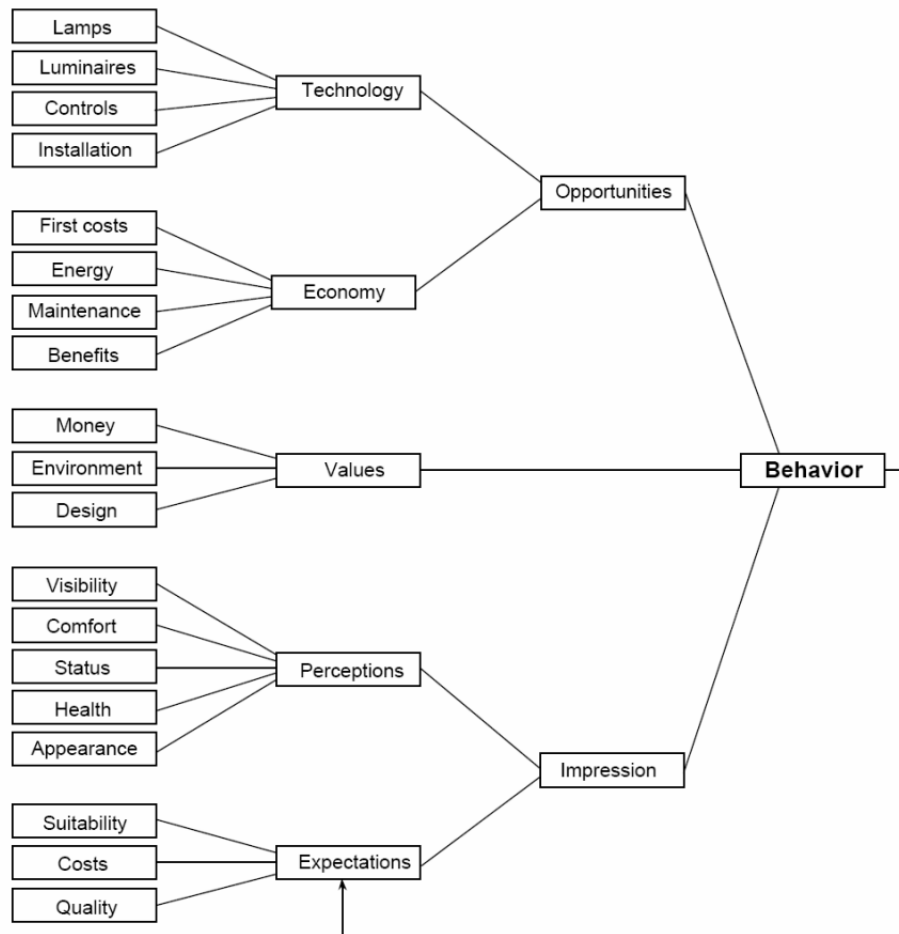 Lamps
Luminaires
Controls
Installation
Technology
Opportunities
First costs
Energy
Maintenance
Benefits
Economy
Money
Environment
Design
Values
Behavior
Visibility
Comfort
Status
Health
Appearance
Perceptions
Impression
Suitability
Costs
Quality
Expectations